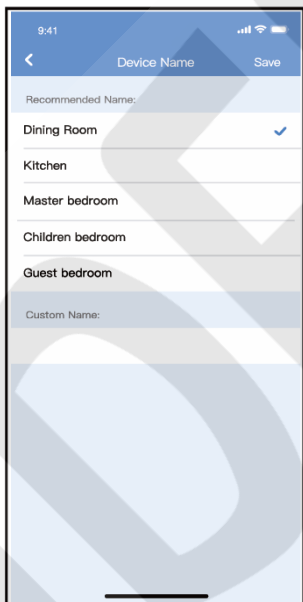 9:41
Device Name
Save
Recommended Name:
Dining Room
Kitchen
Master bedroom
Children bedroom
Guest bedroom
Custom Name: